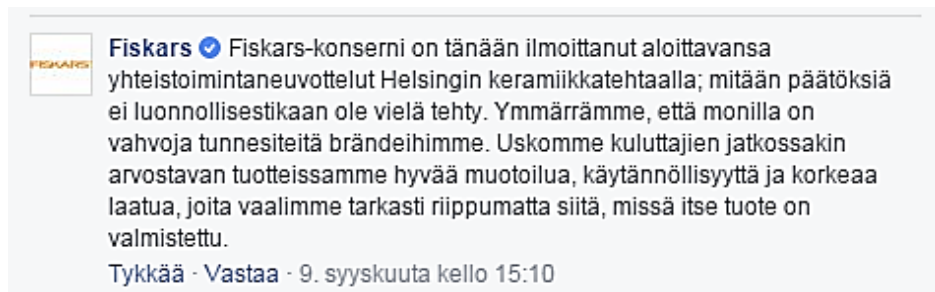 FISKARS
Fiskars Fiskars-konserni on tänään ilmoittanut aloittavansa
yhteistoimintaneuvottelut Helsingin keramiikkatehtaalla; mitään päätöksiä
ei luonnollisestikaan ole vielä tehty. Ymmärrämme, että monilla on
vahvoja tunnesiteitä brändeihimme. Uskomme kuluttajien jatkossakin
arvostavan tuotteissamme hyvää muotoilua, käytännöllisyyttä ja korkeaa
laatua, joita vaalimme tarkasti riippumatta siitä, missä itse tuote on
valmistettu.
Tykkää · Vastaa · 9. syyskuuta kello 15:10